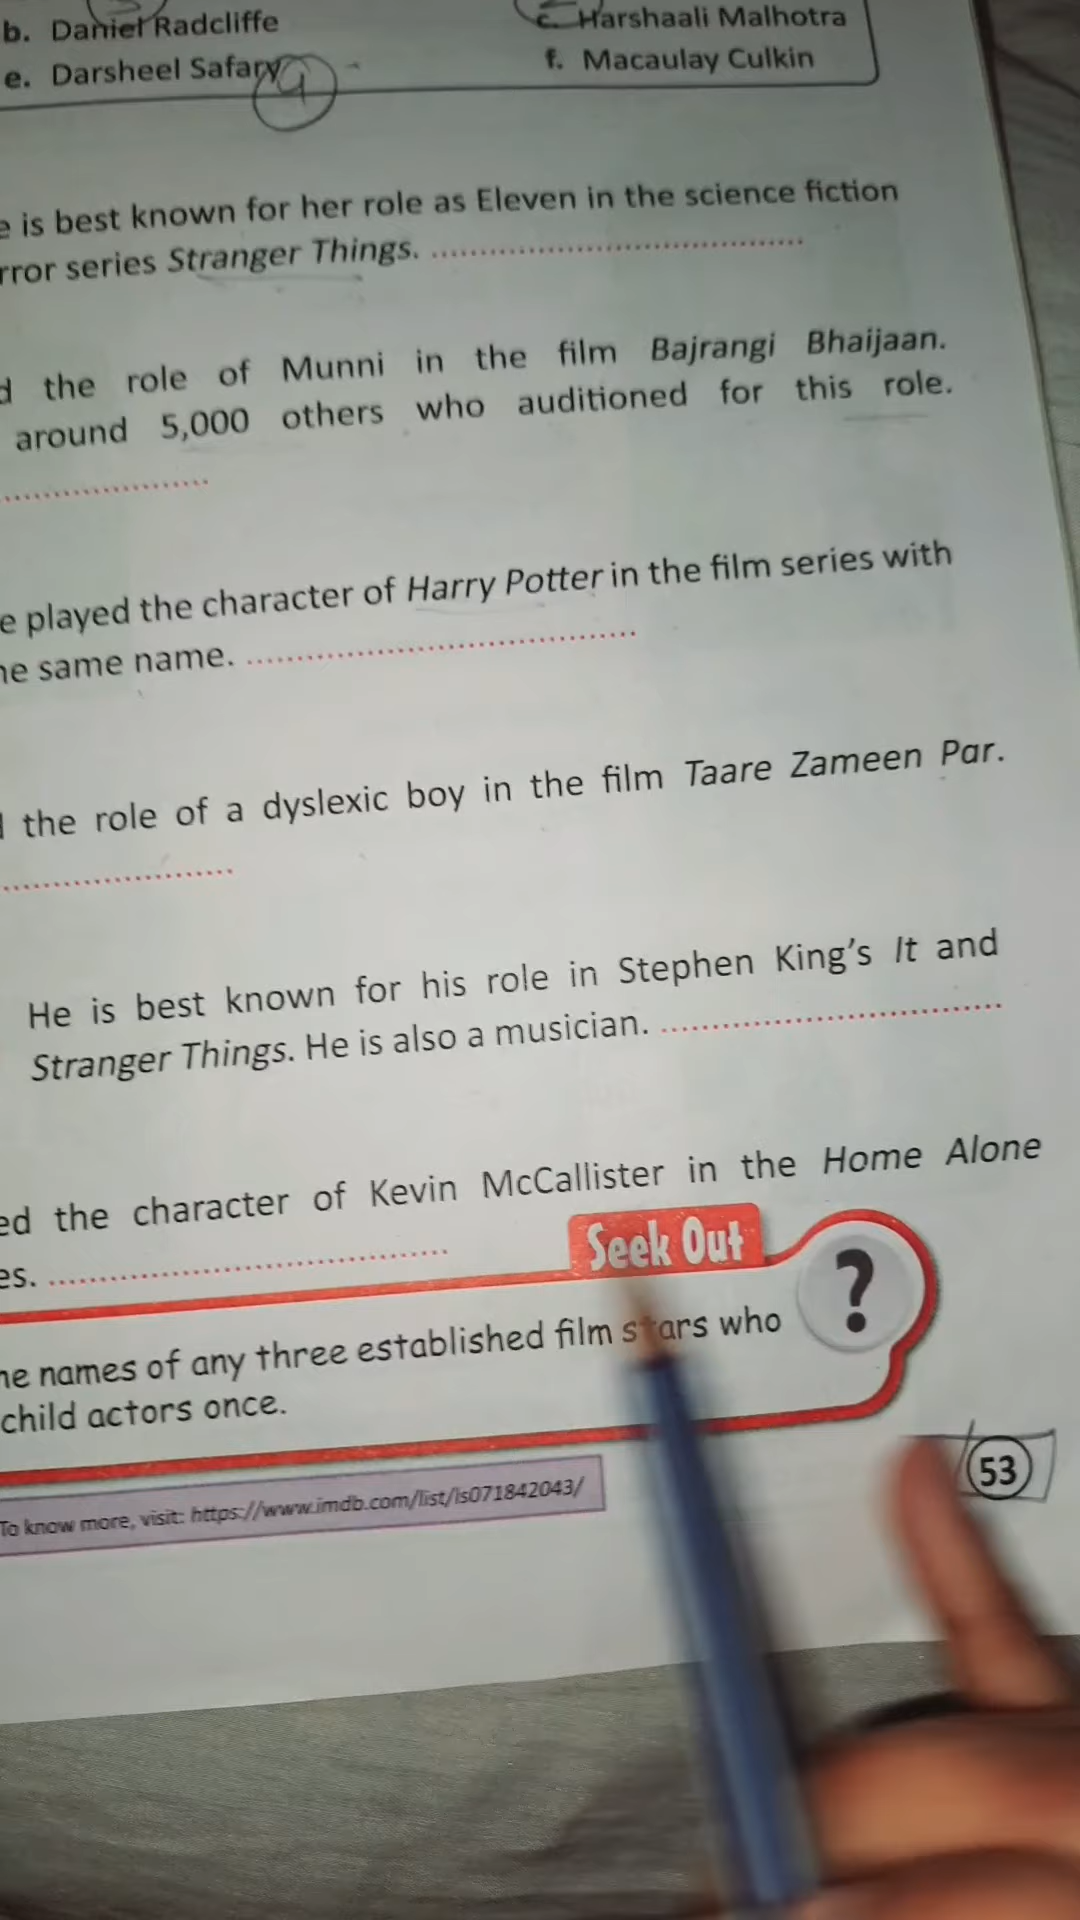 b. Daniel Radcliffe c. Harshaali Malhotra
e. Darsheel Safary f. Macaulay Culkin
e is best known for her role as Eleven in the science fiction
rror series Stranger Things. ........................................
d the role of Munni in the film Bajrangi Bhaijaan.
around 5,000 others who auditioned for this role.
........................
e played the character of Harry Potter in the film series with
he same name. ........................................
the role of a dyslexic boy in the film Taare Zameen Par.
........................
He is best known for his role in Stephen King's It and
Stranger Things. He is also a musician. ....................................
ed the character of Kevin McCallister in the Home Alone
es. ........................................
Seek Out
?
he names of any three established film stars who
child actors once.
53
To know more, visit: https://www.imdb.com/list/ls071842043/